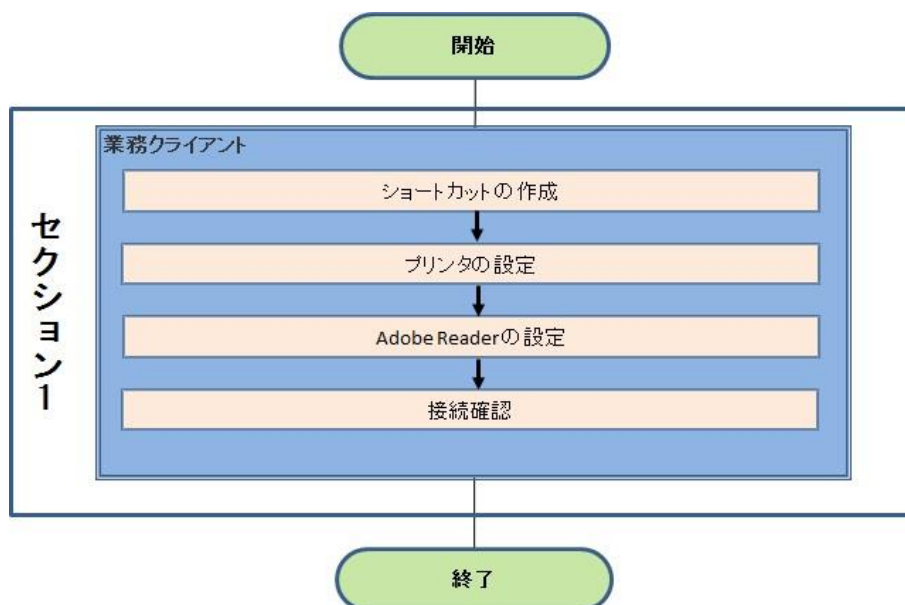 開始
セクション1
業務クライアント
ショートカットの作成
プリンタの設定
Adobe Readerの設定
接続確認
終了